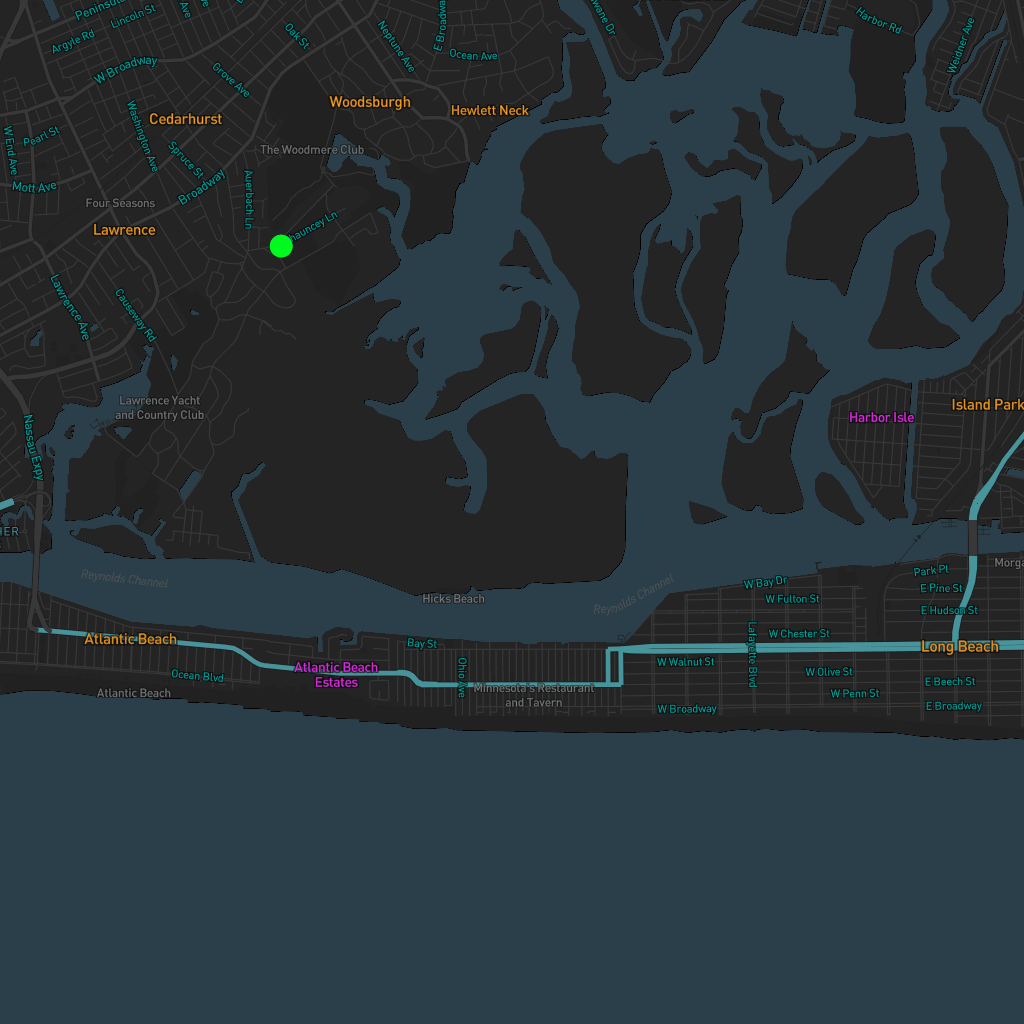 Peninsula
Lincoln St
Ave
Argyle Rd
Oak St
Neptune Ave
E Broadway
Ocean Ave
Harbor Rd
Weidner Ave
W Broadway
Grove Ave
Woodsburgh
Hewlett Neck
Cedarhurst
Washington Ave
W End Ave
Pearl St
The Woodmere Club
Spruce St
Mott Ave
Broadway
Auerbach Ln
Four Seasons
Lawrence
hauncey Ln
Lawrence Ave
Causeway Rd
Lawrence Yacht
and Country Club
Harbor Isle
Island Park
Nassau Expy
HER
Reynolds Channel
Hicks Beach
Reynolds Channel
W Bay Dr
Park Pl
Morga
E Pine St
W Fulton St
E Hudson St
Atlantic Beach
Bay St
Lafayette Blvd
W Chester St
Long Beach
Ocean Blvd
Atlantic Beach
Estates
Ohio Ave
W Walnut St
W Olive St
E Beech St
Atlantic Beach
Minnesota's Restaurant
and Tavern
W Penn St
W Broadway
E Broadway